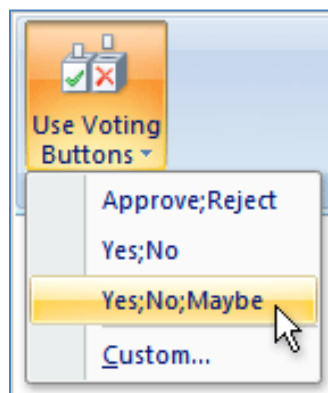 Use Voting
Buttons
Approve;Reject
Yes;No
Yes;No;Maybe
Custom...